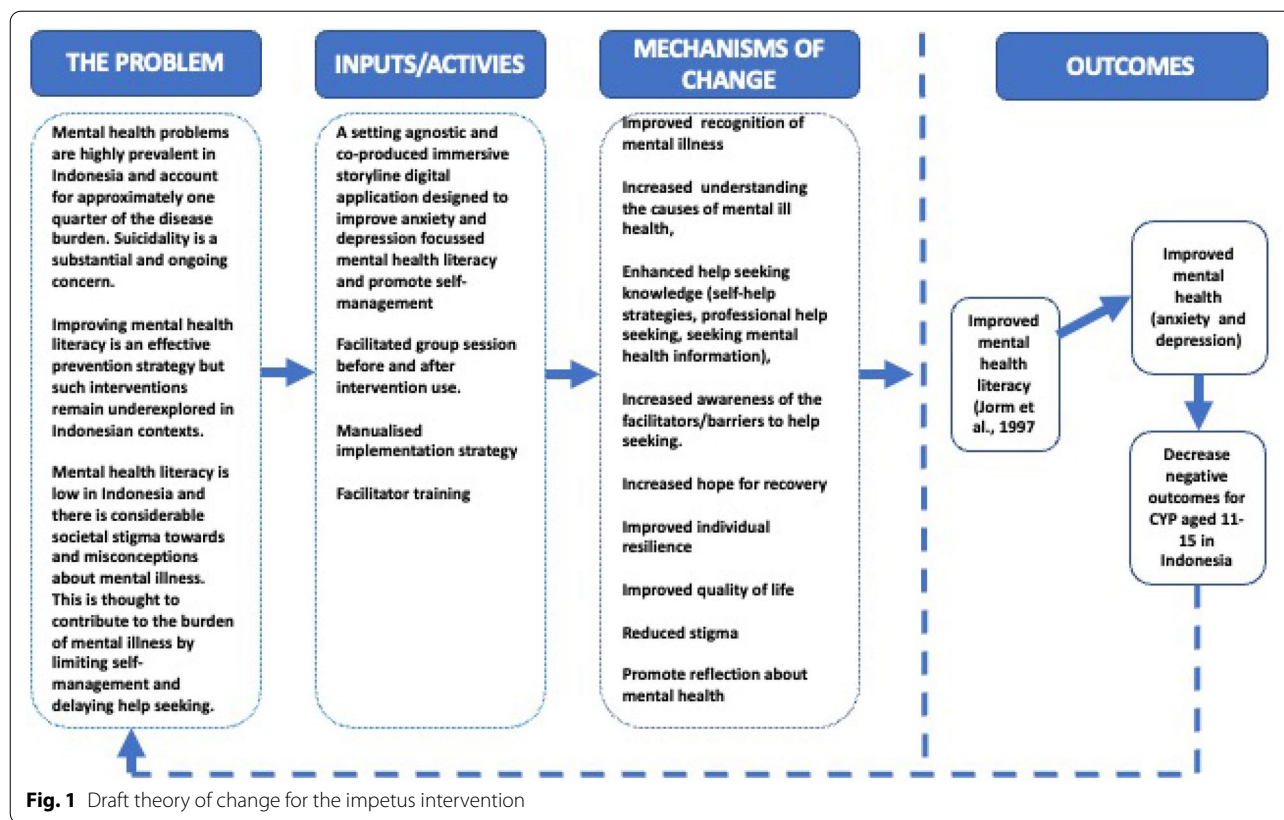 THE PROBLEM
Mental health problems
are highly prevalent in
Indonesia and account
for approximately one
quarter of the disease
burden. Suicidality is a
substantial and ongoing
concern.
Improving mental health
literacy is an effective
prevention strategy but
such interventions
remain underexplored in
Indonesian contexts.
Mental health literacy is
low in Indonesia and
there is considerable
societal stigma towards
and misconceptions
about mental illness.
This is thought to
contribute to the burden
of mental illness by
limiting self-
management and
delaying help seeking.
INPUTS/ACTIVIES
A setting agnostic and
co-produced immersive
storyline digital
application designed to
improve anxiety and
depression focussed
mental health literacy
and promote self-
management
Facilitated group session
before and after
intervention use.
Manualised
implementation strategy
Facilitator training
MECHANISMS OF
CHANGE
Improved recognition of
mental illness
Increased understanding
the causes of mental ill
health,
Enhanced help seeking
knowledge (self-help
strategies, professional help
seeking, seeking mental
health information),
Increased awareness of the
facilitators/barriers to help
seeking.
Increased hope for recovery
Improved individual
resilience
Improved quality of life
Reduced stigma
Promote reflection about
mental health
OUTCOMES
Improved
mental
health
literacy
(Jorm et
al., 1997
Improved
mental
health
(anxiety and
depression)
Decrease
negative
outcomes for
CYP aged 11-
15 in
Indonesia
Fig. 1 Draft theory of change for the impetus intervention